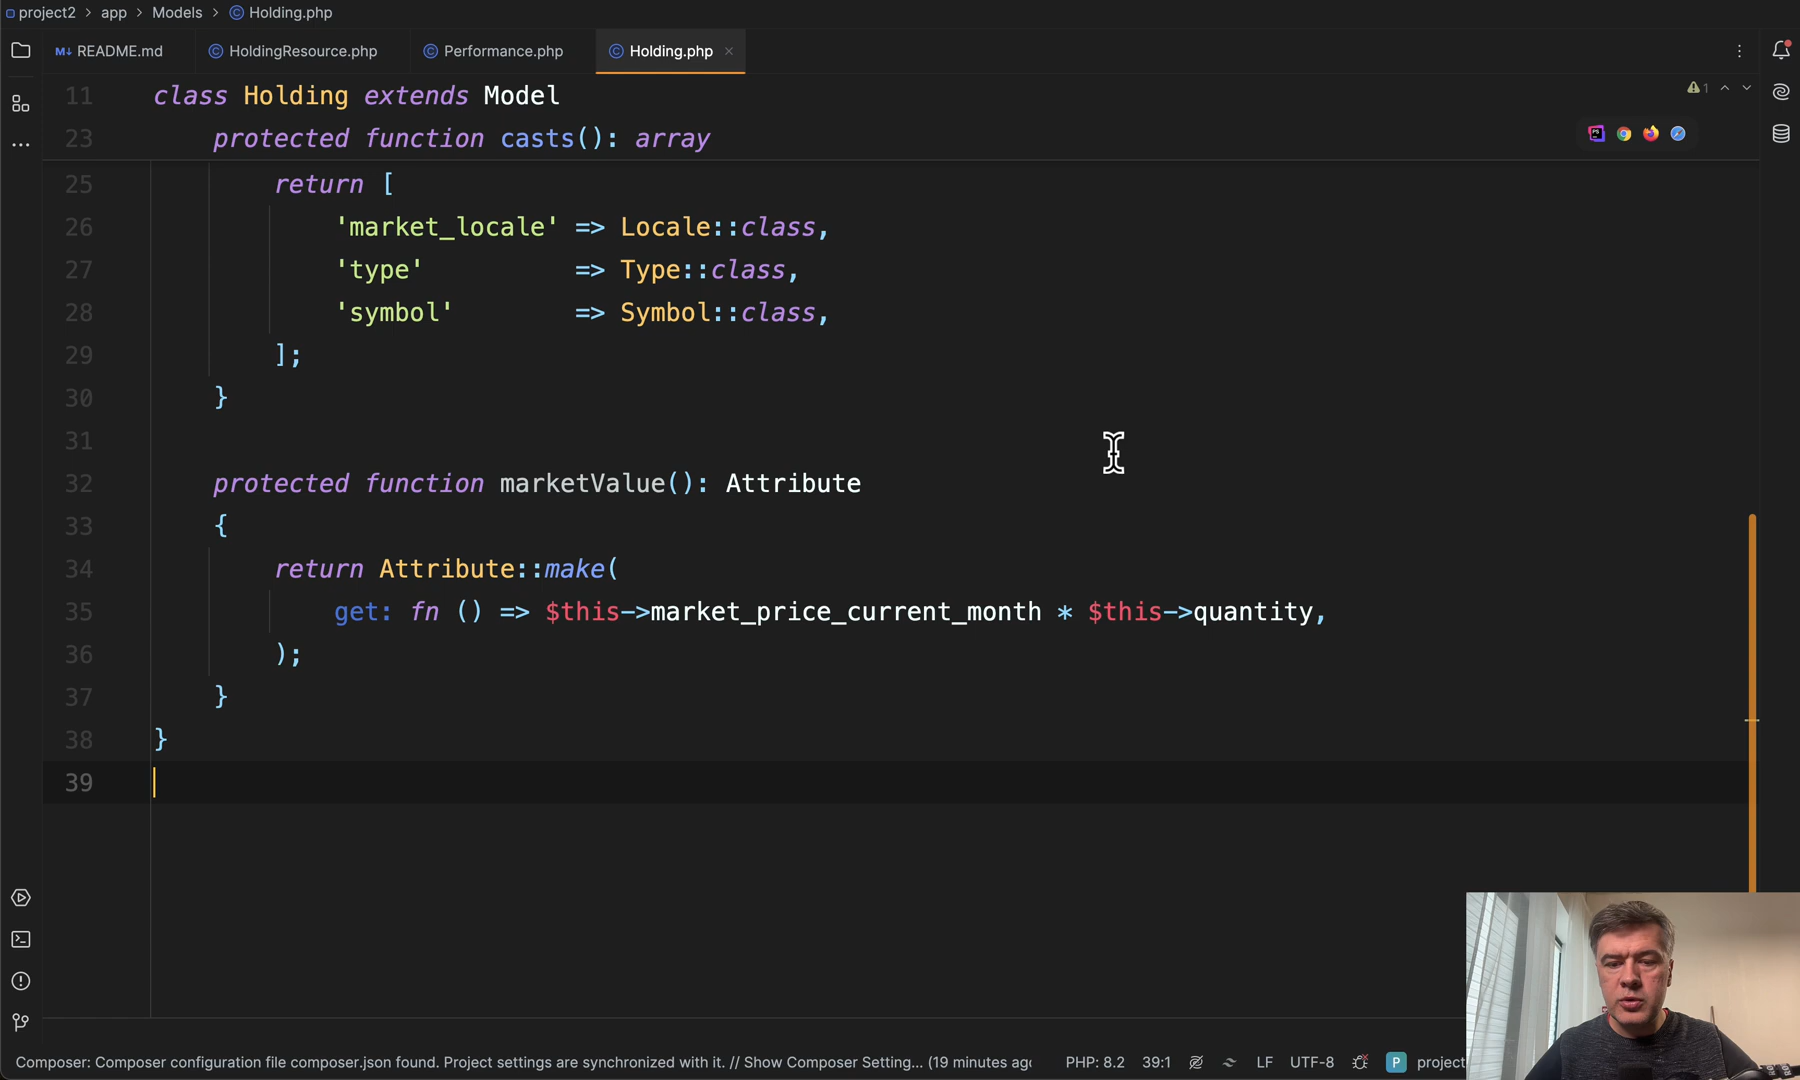 project2 > app > Models > Holding.php
README.md HoldingResource.php Performance.php Holding.php ×
11 class Holding extends Model
1
23 protected function casts(): array
25 return [
26 'market_locale' => Locale::class,
27 'type' => Type::class,
28 'symbol' => Symbol::class,
29 ];
30 }
31
32 protected function marketValue(): Attribute
33 {
34 return Attribute::make(
35 get: fn () => $this->market_price_current_month * $this->quantity,
36 );
37 }
38 }
39
Composer: Composer configuration file composer.json found. Project settings are synchronized with it. // Show Composer Setting... (19 minutes ago PHP: 8.2 39:1 LF UTF-8 P project